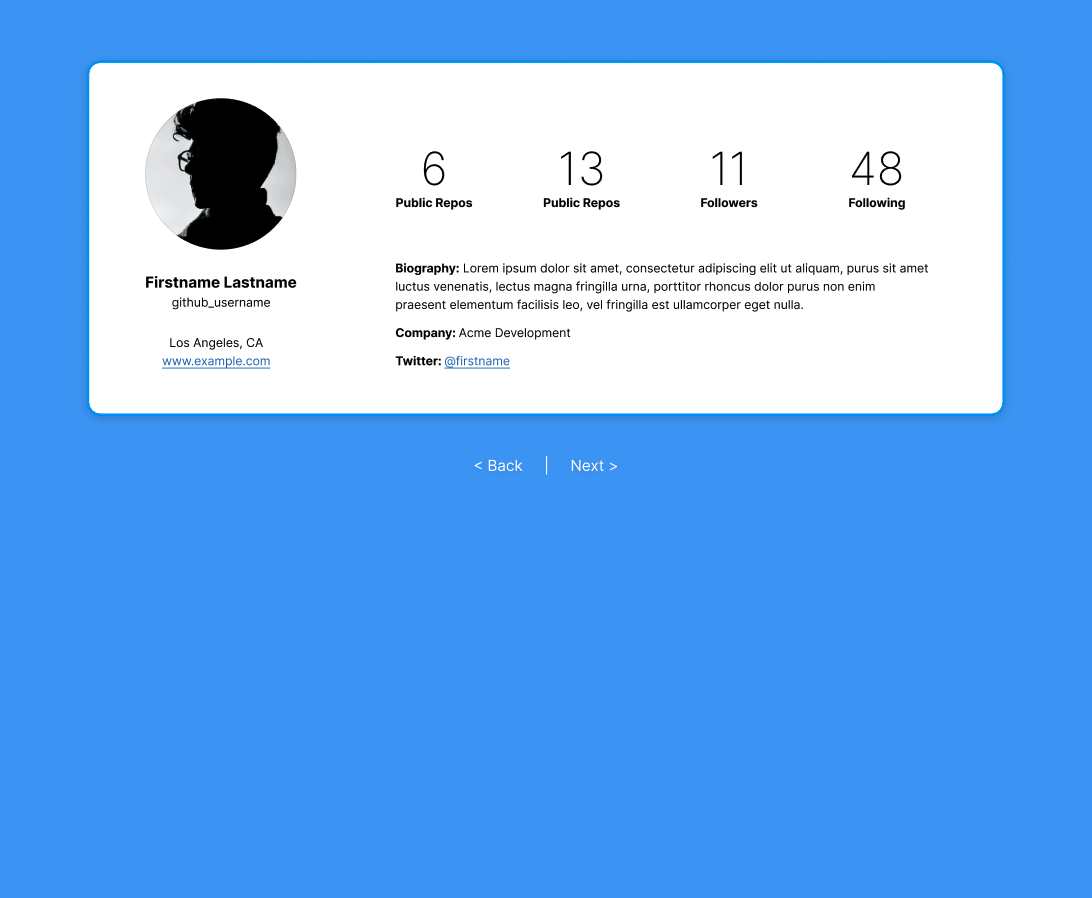 Firstname Lastname
github_username
Los Angeles, CA
www.example.com
6 13 11 48
Public Repos Public Repos Followers Following
Biography: Lorem ipsum dolor sit amet, consectetur adipiscing elit ut aliquam, purus sit amet
luctus venenatis, lectus magna fringilla urna, porttitor rhoncus dolor purus non enim
praesent elementum facilisis leo, vel fringilla est ullamcorper eget nulla.
Company: Acme Development
Twitter: @firstname
< Back | Next >